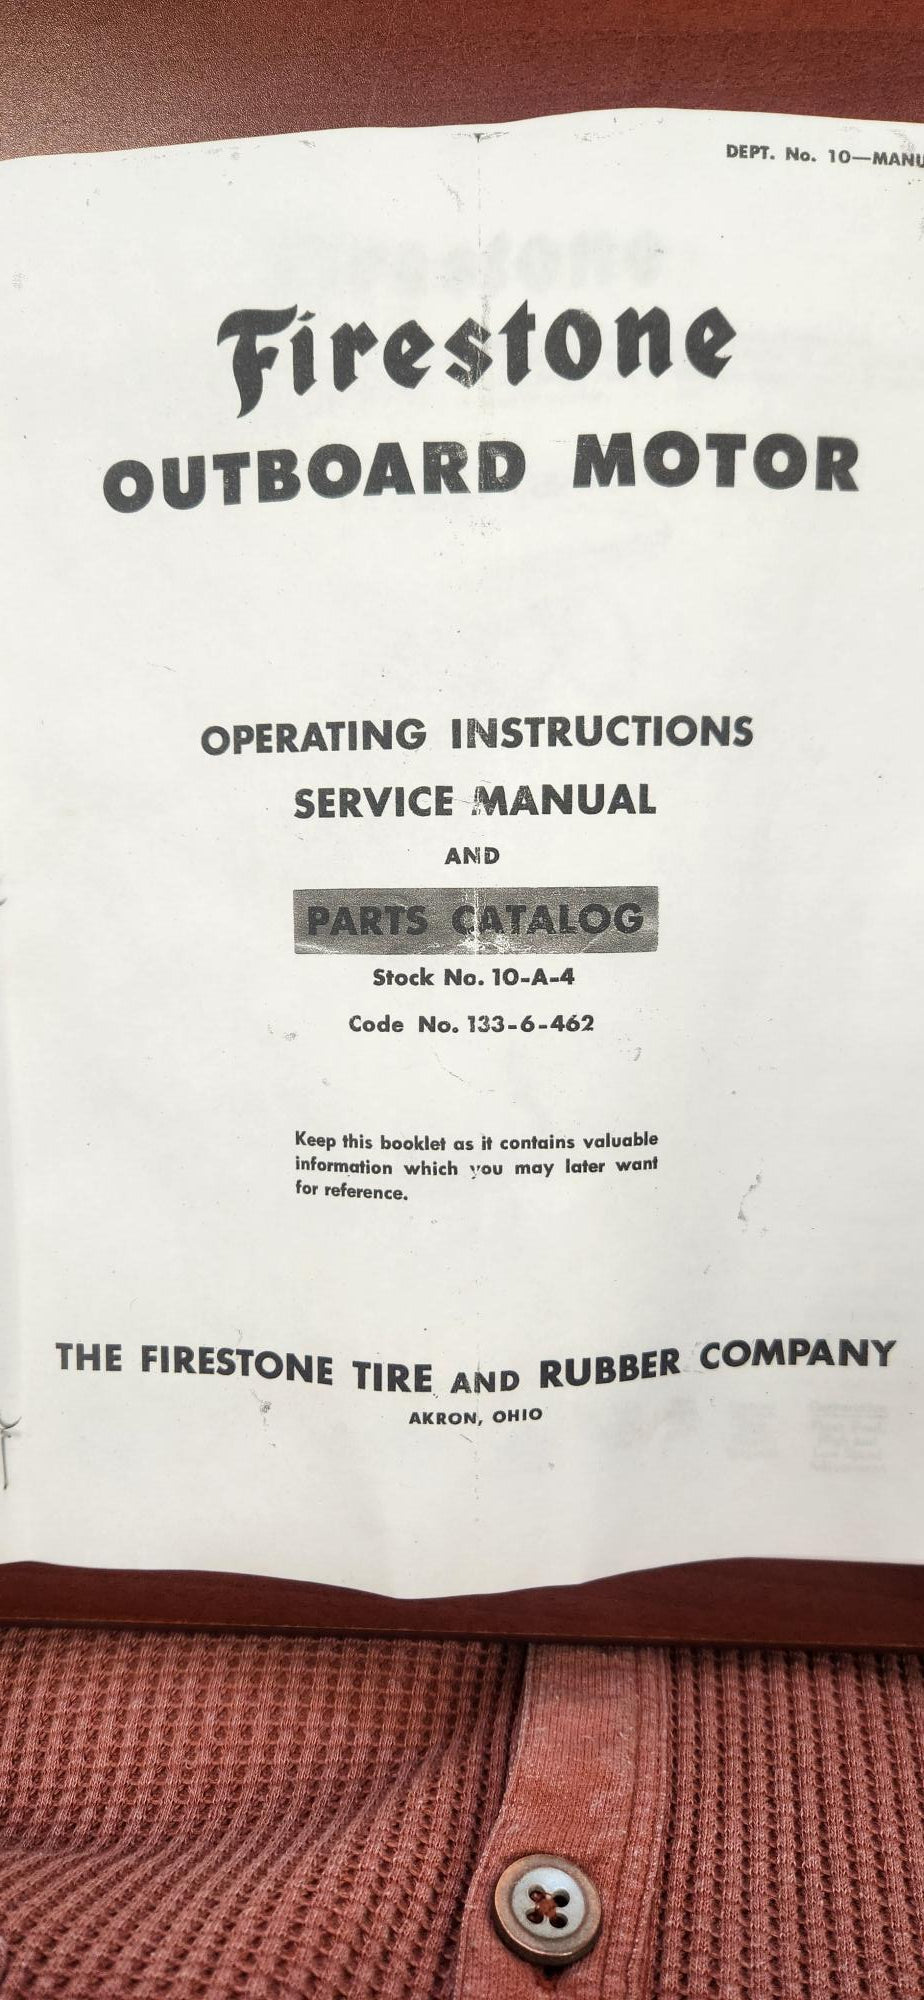 DEPT. No. 10—MANU
Firestone
OUTBOARD MOTOR
OPERATING INSTRUCTIONS
SERVICE MANUAL
AND
PARTS CATALOG
Stock No. 10-A-4
Code No. 133-6-462
Keep this booklet as it contains valuable
information which you may later want
for reference.
THE FIRESTONE TIRE AND RUBBER COMPANY
AKRON, OHIO